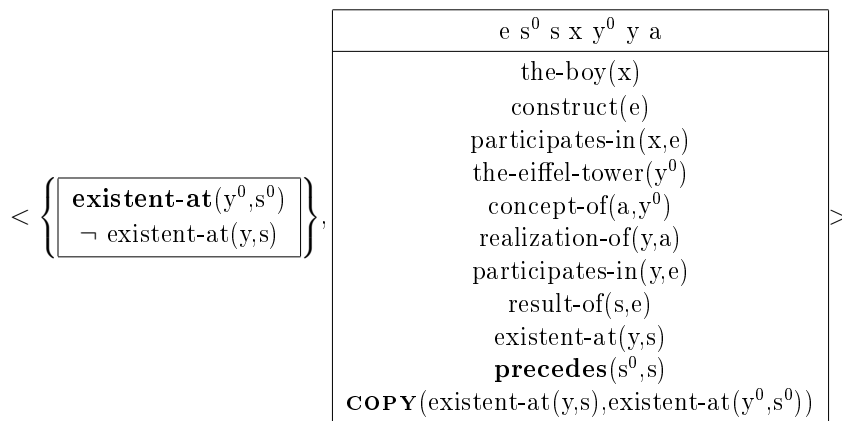 e s⁰ s x y⁰ y a
the-boy(x)
construct(e)
participates-in(x,e)
the-eiffel-tower(y⁰)
< { existent-at(y⁰,s⁰)
¬ existent-at(y,s) } ,
concept-of(a,y⁰)
realization-of(y,a)
participates-in(y,e)
result-of(s,e)
existent-at(y,s)
precedes(s⁰,s)
COPY(existent-at(y,s),existent-at(y⁰,s⁰))
>